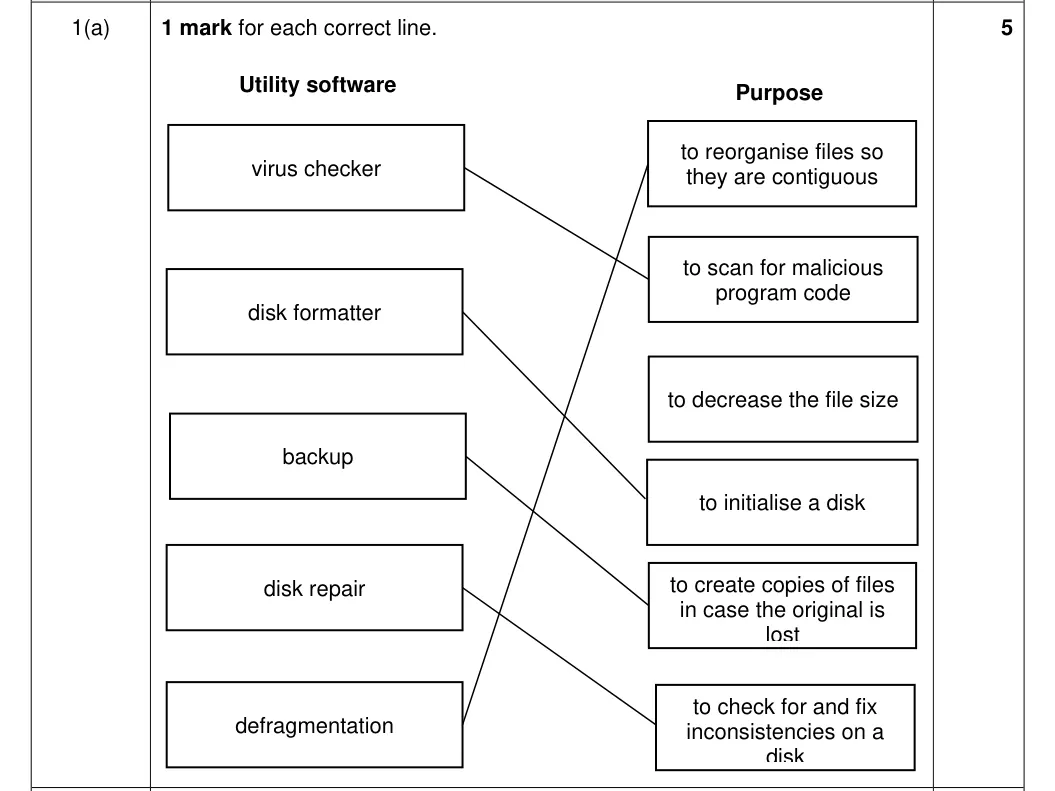 1(a)
1 mark for each correct line.
5
Utility software
Purpose
virus checker
to reorganise files so
they are contiguous
disk formatter
to scan for malicious
program code
to decrease the file size
backup
to initialise a disk
disk repair
to create copies of files
in case the original is
lost
defragmentation
to check for and fix
inconsistencies on a
disk